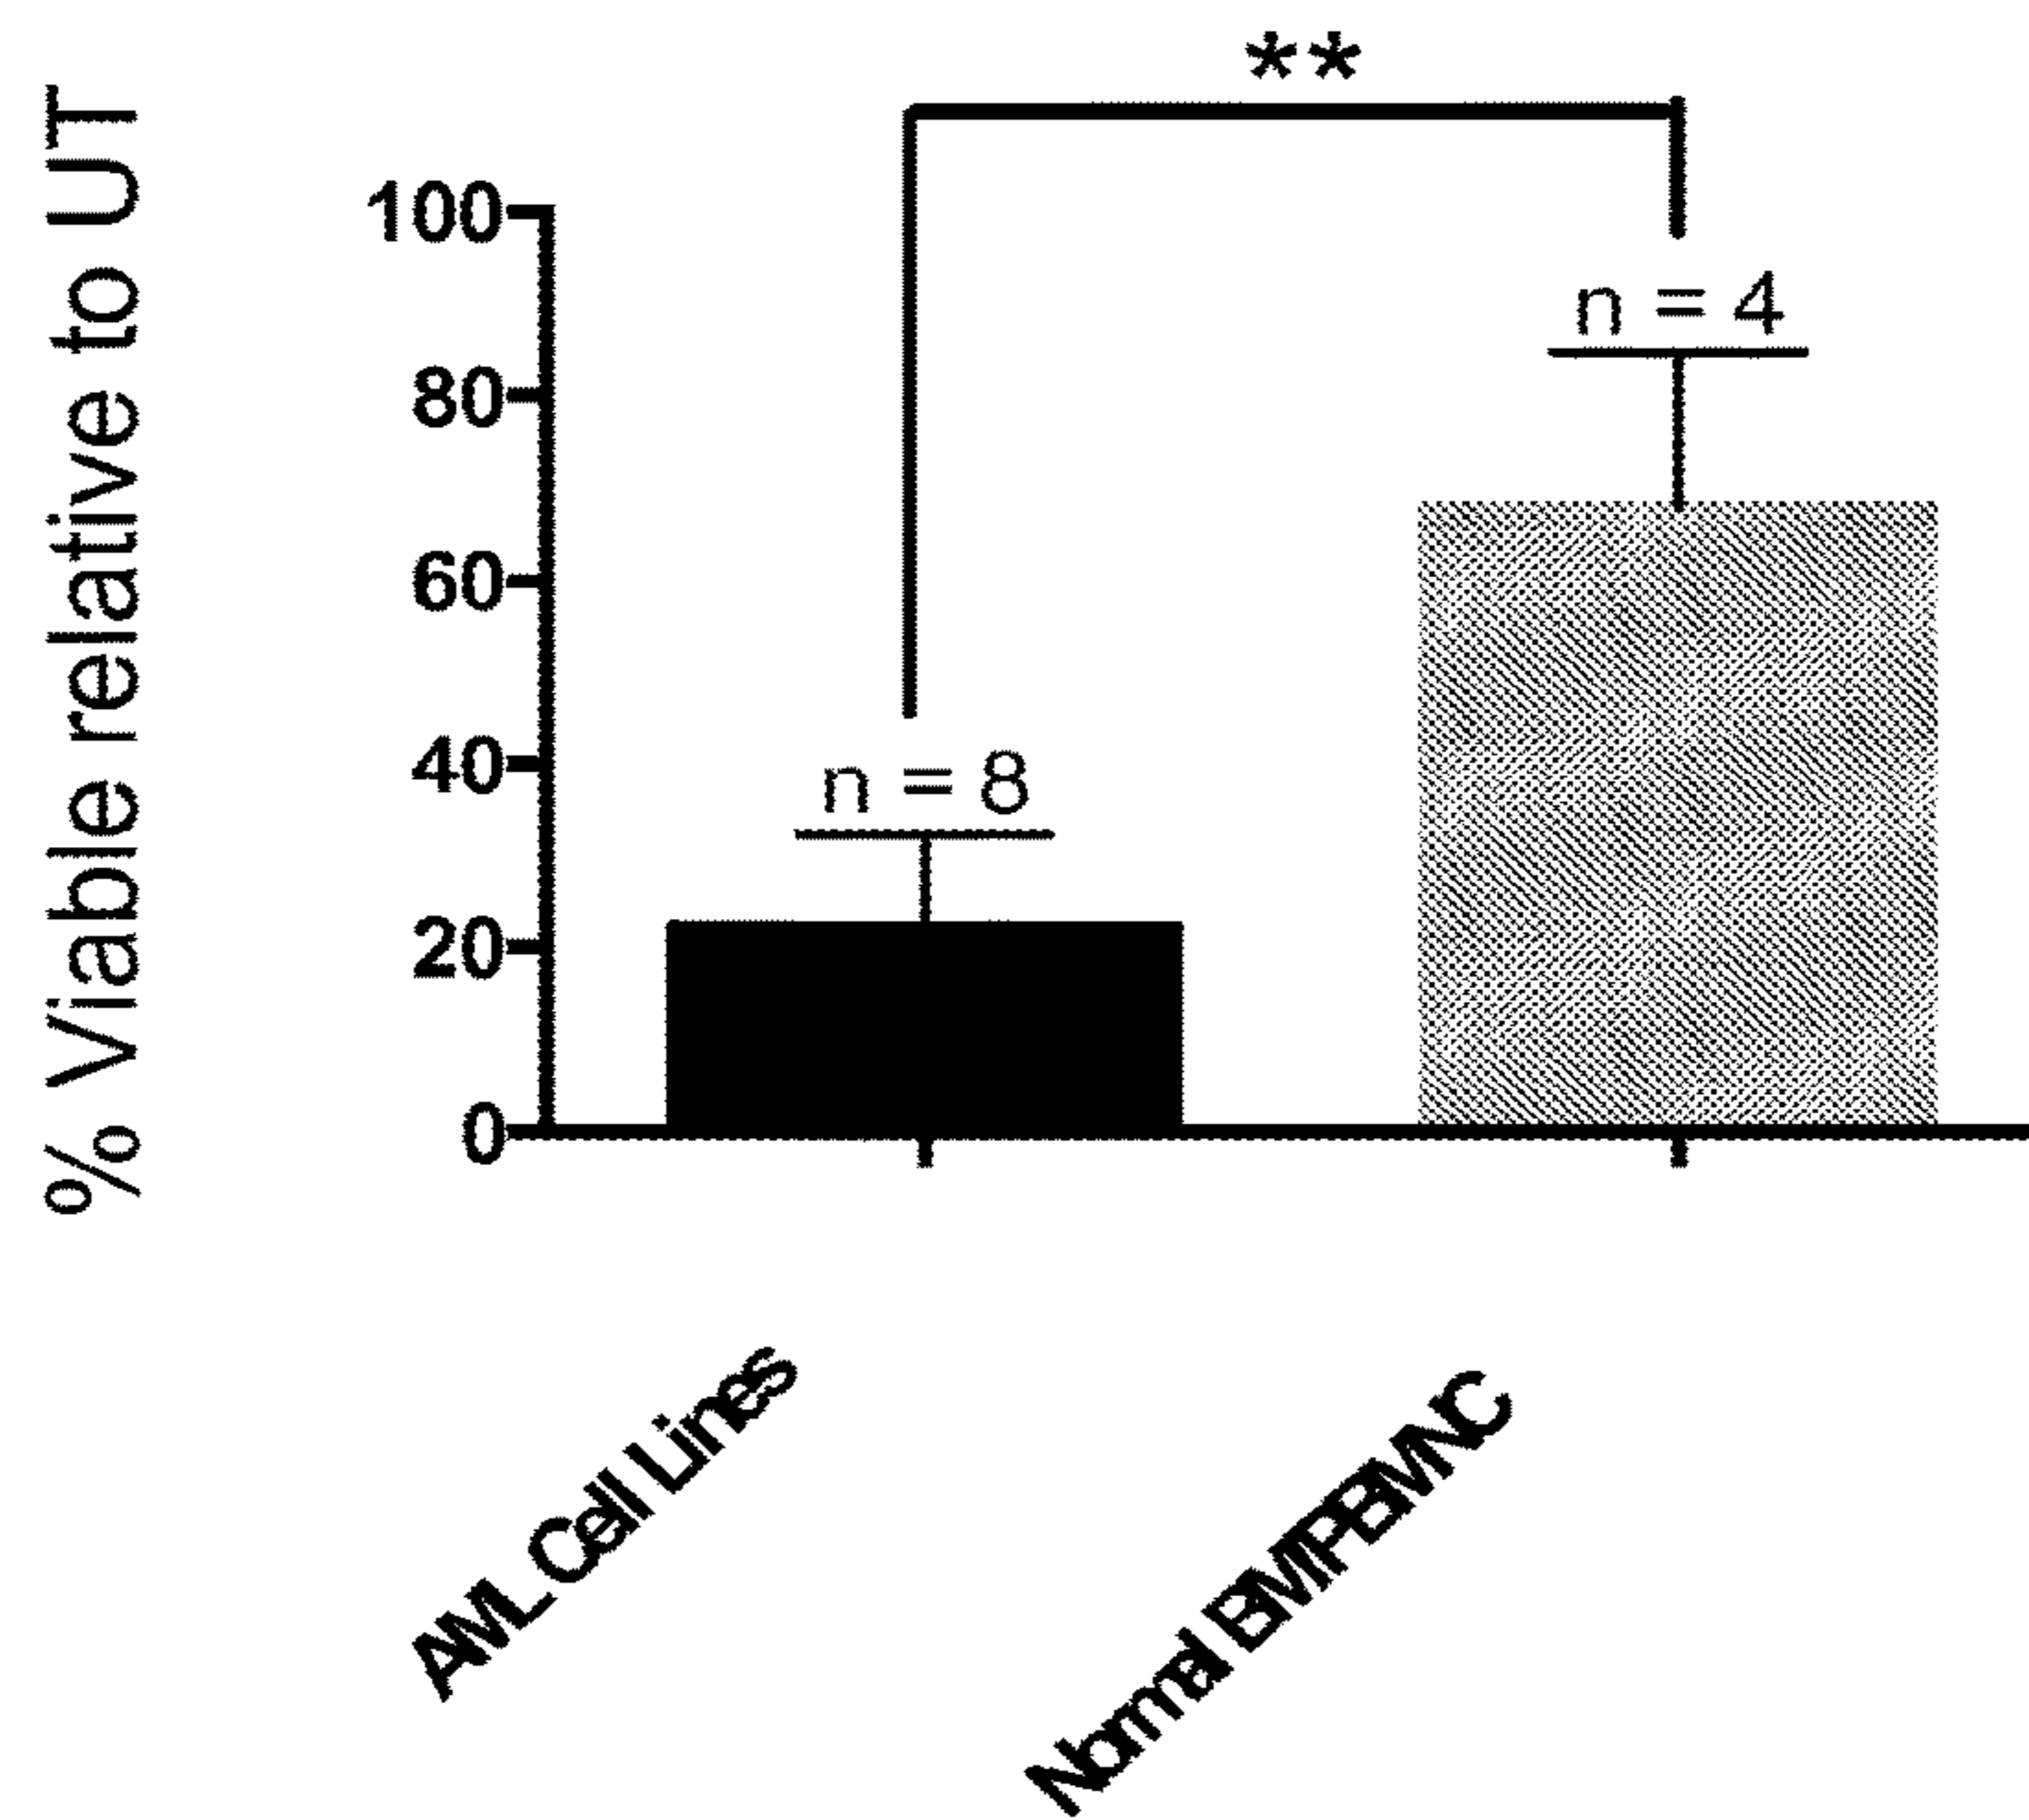 **
% Viable relative to UT
100
80
60
40
20
0
n = 4
n = 8
AML Cell Lines
Normal BM/PBMNC